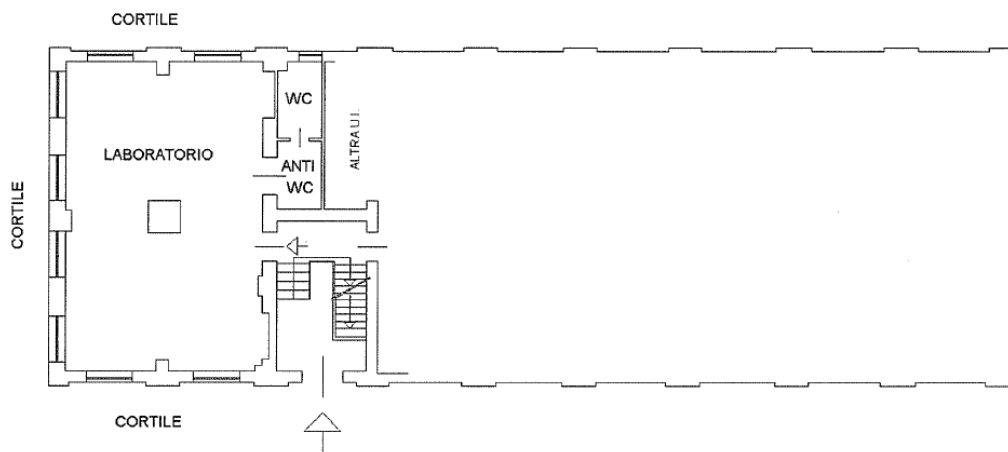 CORTILE
WC
ALTRA U.I.
LABORATORIO
ANTI
WC
CORTILE
CORTILE